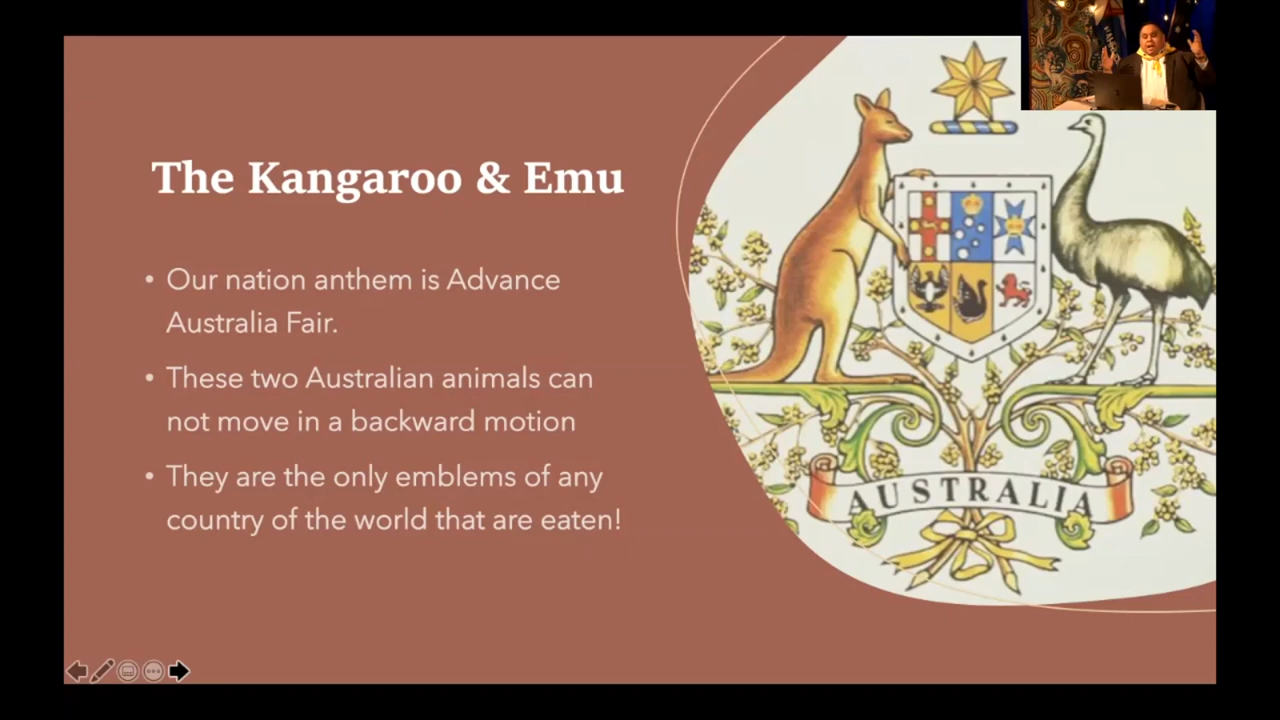 The Kangaroo & Emu
• Our nation anthem is Advance
Australia Fair.
• These two Australian animals can
not move in a backward motion
• They are the only emblems of any
country of the world that are eaten!
AUSTRALIA